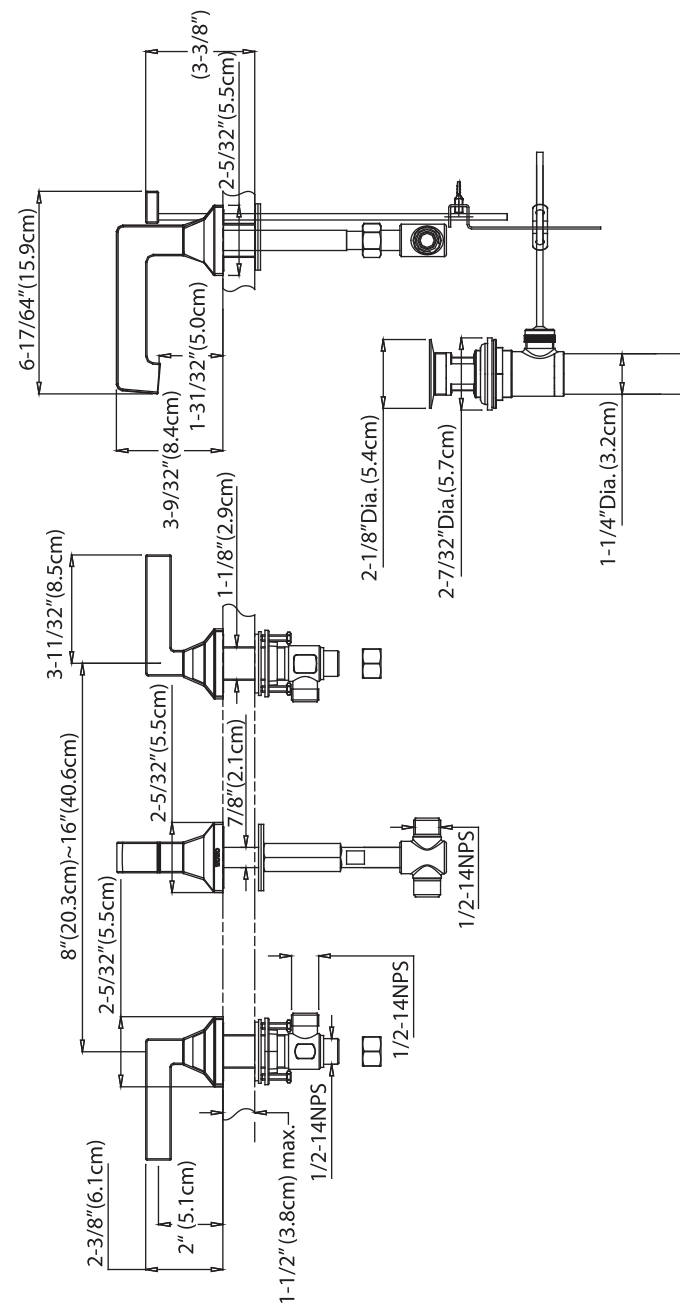 2-3/8"(6.1cm)
2" (5.1cm)
1-1/2" (3.8cm) max.
2-5/32"(5.5cm)
1/2-14NPS
1/2-14NPS
8"(20.3cm)~16"(40.6cm)
2-5/32"(5.5cm)
7/8"(2.1cm)
1/2-14NPS
3-11/32"(8.5cm)
1-1/8"(2.9cm)
6-17/64"(15.9cm)
3-9/32"(8.4cm)
1-31/32"(5.0cm)
(3-3/8")
2-5/32"(5.5cm)
2-1/8"Dia.(5.4cm)
2-7/32"Dia.(5.7cm)
1-1/4"Dia.(3.2cm)